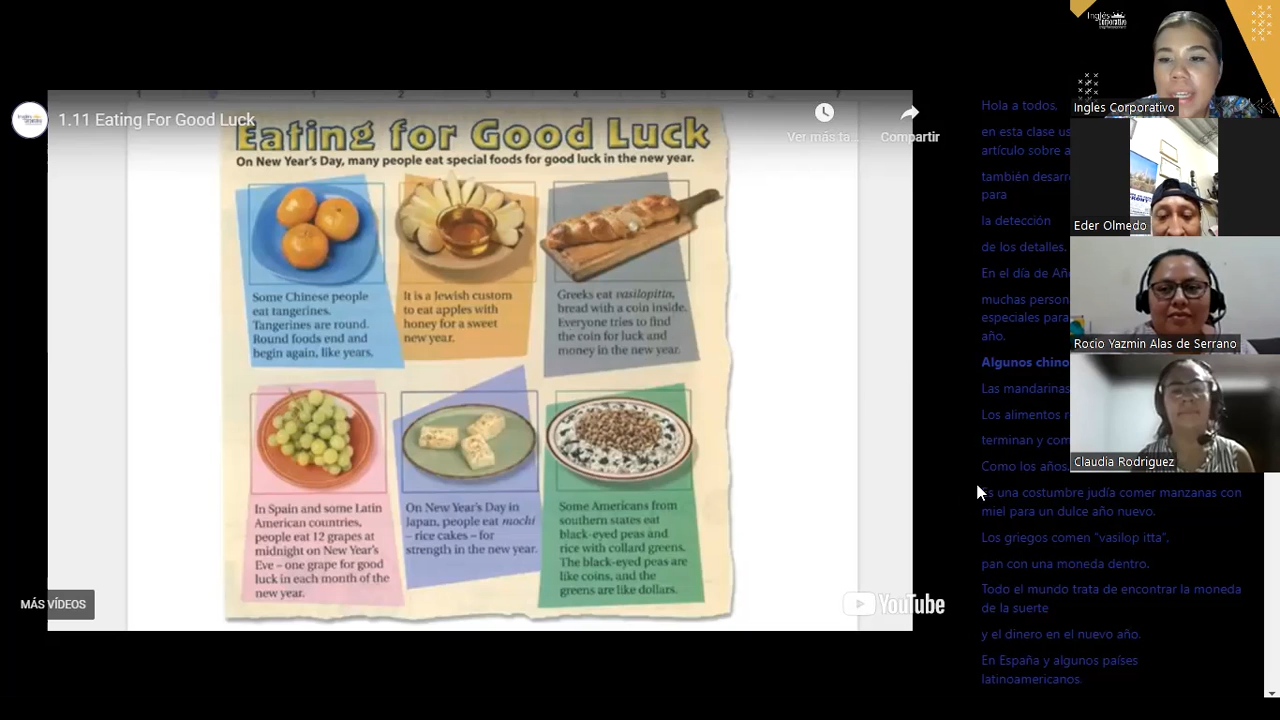 1.11 Eating For Good Luck
Ver más ta...
Compartir
Eating for Good Luck
On New Year's Day, many people eat special foods for good luck in the new year.
Some Chinese people
eat tangerines.
Tangerines are round.
Round foods end and
begin again, like years.
It is a Jewish custom
to eat apples with
honey for a sweet
new year.
Greeks eat vasilopitta,
bread with a coin inside.
Everyone tries to find
the coin for luck and
money in the new year.
In Spain and some Latin
American countries,
people eat 12 grapes at
midnight on New Year's
Eve – one grape for good
luck in each month of the
new year.
On New Year's Day in
Japan, people eat mochi
– rice cakes – for
strength in the new year.
Some Americans from
southern states eat
black-eyed peas and
rice with collard greens.
The black-eyed peas are
like coins, and the
greens are like dollars.
MÁS VÍDEOS
YouTube
Hola a todos,
en esta clase us
artículo sobre a
también desarr
para
la detección
de los detalles.
En el día de Añ
muchas person
especiales para
año.
Algunos chino
Las mandarinas
Los alimentos r
terminan y com
Como los años.
Es una costumbre judía comer manzanas con
miel para un dulce año nuevo.
Los griegos comen "vasilop itta",
pan con una moneda dentro.
Todo el mundo trata de encontrar la moneda
de la suerte
y el dinero en el nuevo año.
En España y algunos países
latinoamericanos.
Inglés
Corporativo
Ingles Corporativo
Eder Olmedo
Rocio Yazmin Alas de Serrano
Claudia Rodriguez